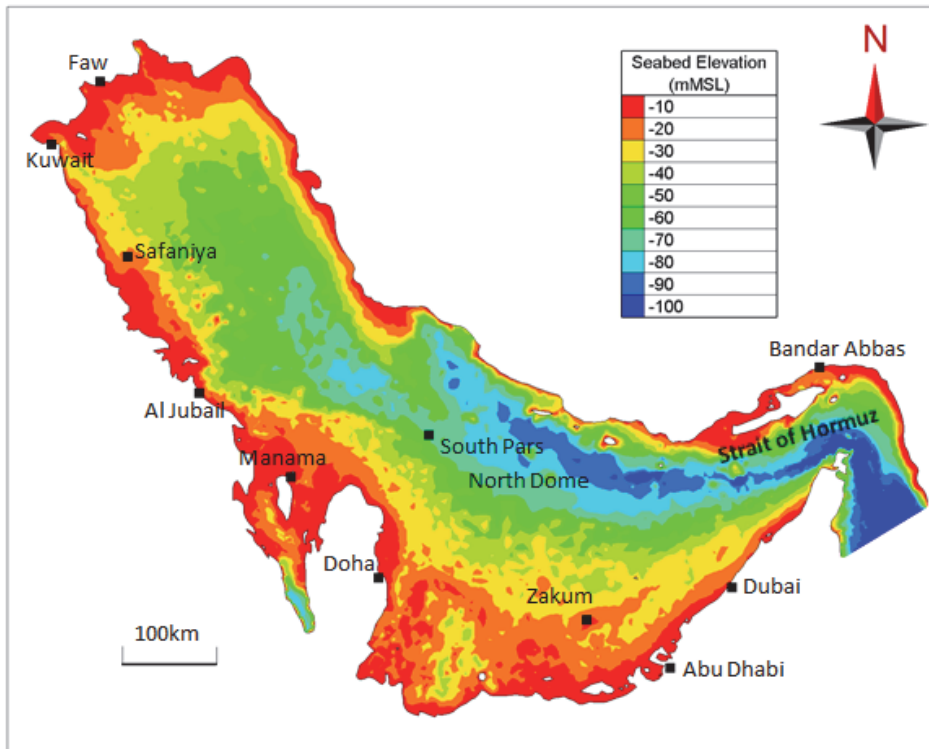 N
Seabed Elevation
(mMSL)
-10
-20
-30
-40
-50
-60
-70
-80
-90
-100
Faw
Kuwait
Safaniya
Bandar Abbas
Al Jubail
Strait of Hormuz
South Pars
Manama
North Dome
Doha
Zakum
Dubai
100km
Abu Dhabi